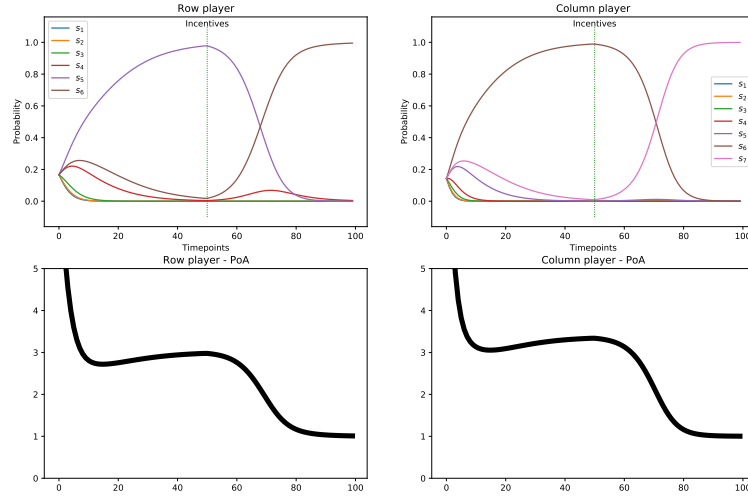 Row player
Incentives
Probability
1.0
0.8
0.6
0.4
0.2
0.0
s1
s2
s3
s4
s5
s6
0 20 40 60 80 100
Timepoints
Column player
Incentives
Probability
1.0
0.8
0.6
0.4
0.2
0.0
s1
s2
s3
s4
s5
s6
s7
0 20 40 60 80 100
Timepoints
Row player - PoA
5
4
3
2
1
0
0 20 40 60 80 100
Column player - PoA
5
4
3
2
1
0
0 20 40 60 80 100